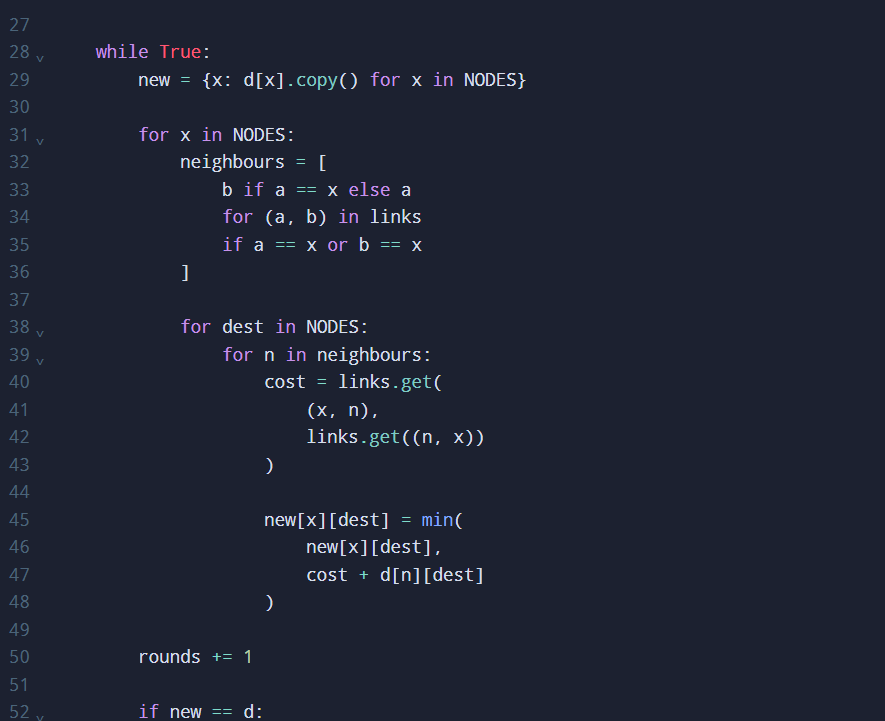 27
28 while True:
29 new = {x: d[x].copy() for x in NODES}
30
31 for x in NODES:
32 neighbours = [
33 b if a == x else a
34 for (a, b) in links
35 if a == x or b == x
36 ]
37
38 for dest in NODES:
39 for n in neighbours:
40 cost = links.get(
41 (x, n),
42 links.get((n, x))
43 )
44
45 new[x][dest] = min(
46 new[x][dest],
47 cost + d[n][dest]
48 )
49
50 rounds += 1
51
52 if new == d: